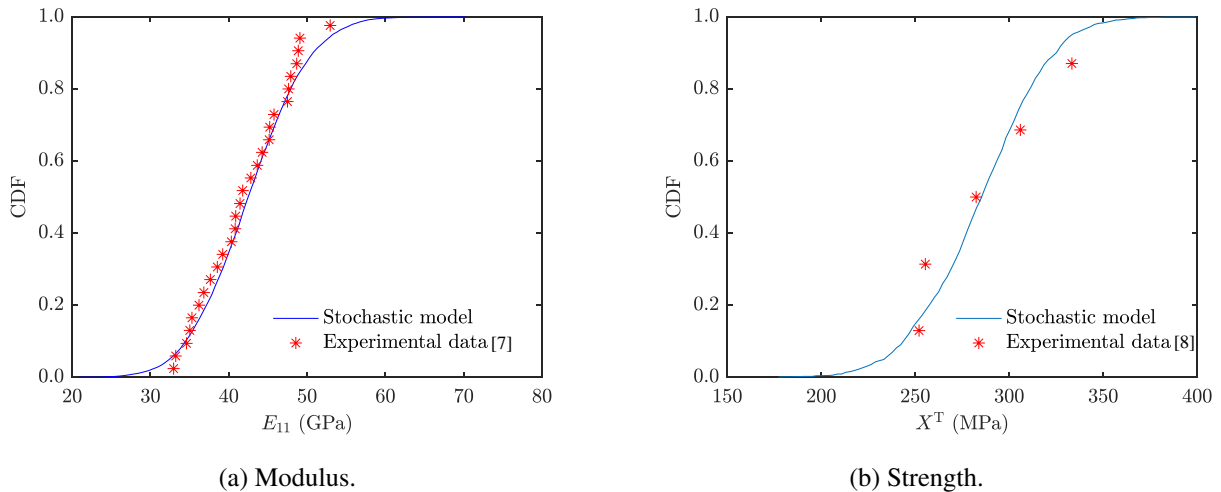 1.0
0.8
0.6
0.4
0.2
0.0
CDF
20 30 40 50 60 70 80
E₁₁ (GPa)
Stochastic model
Experimental data[7]
(a) Modulus.
1.0
0.8
0.6
0.4
0.2
0.0
CDF
150 200 250 300 350 400
Xᵀ (MPa)
Stochastic model
Experimental data[8]
(b) Strength.